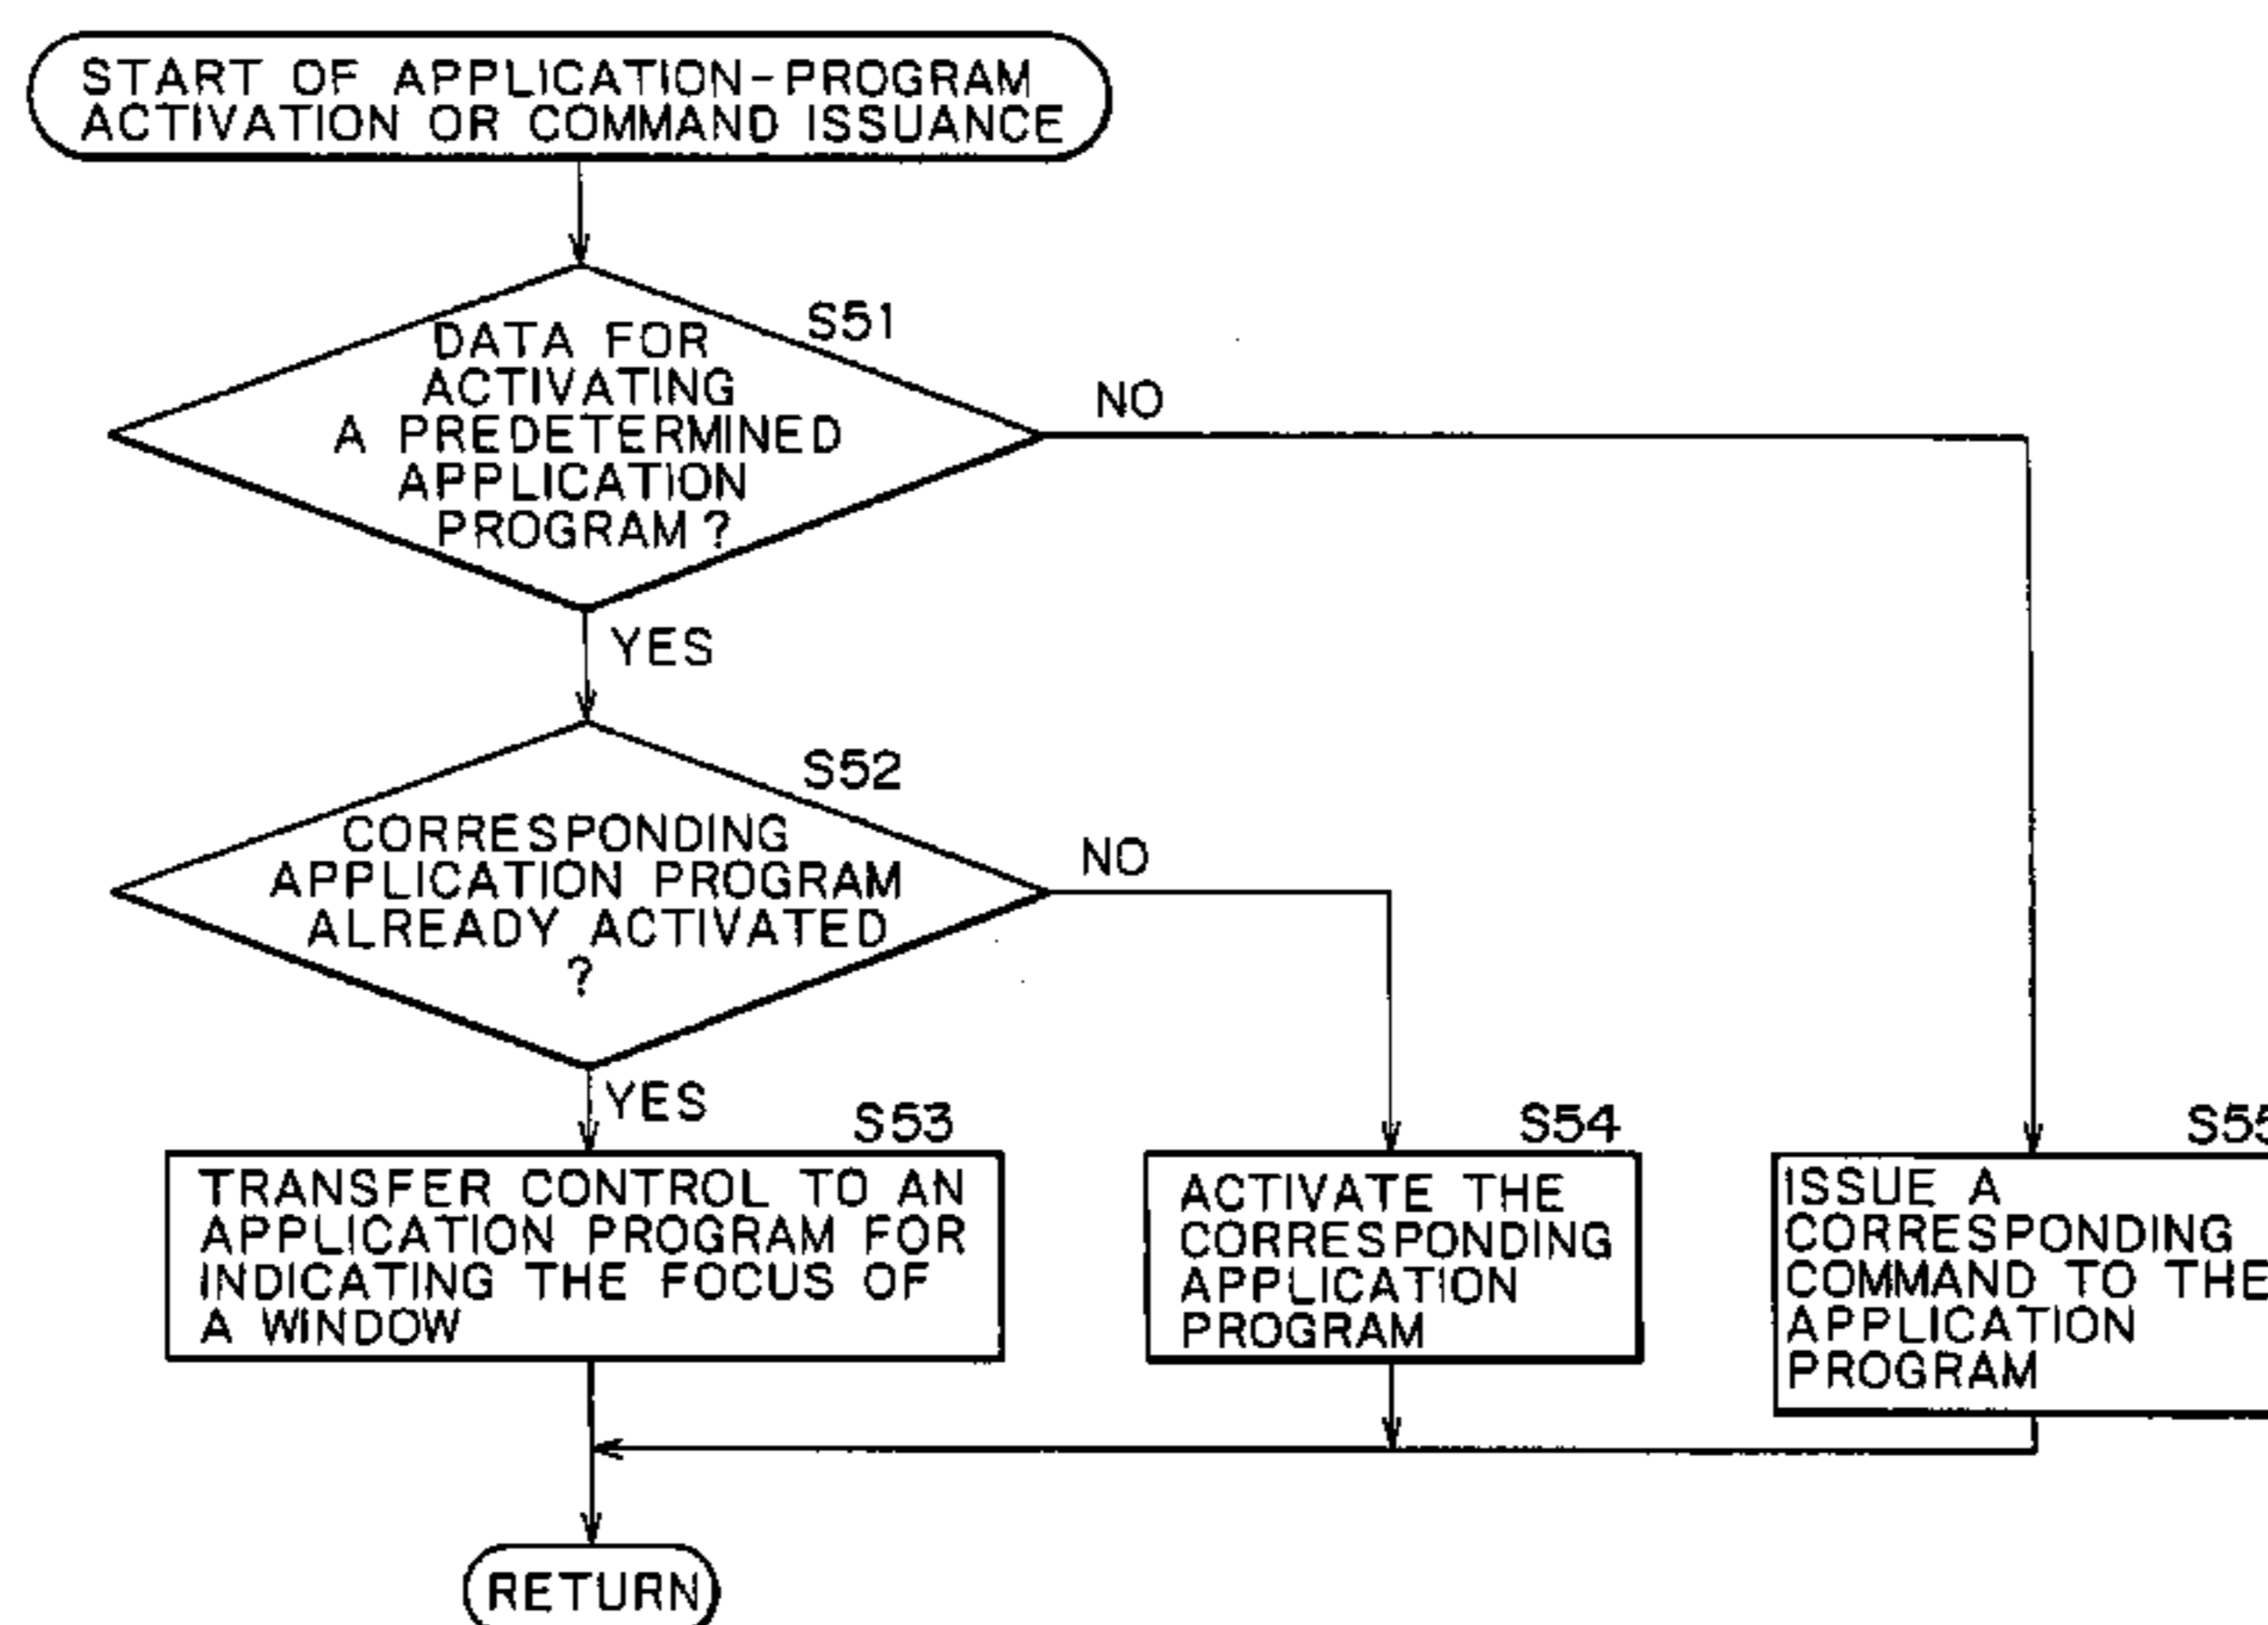 START OF APPLICATION-PROGRAM
ACTIVATION OR COMMAND ISSUANCE
S51
DATA FOR
ACTIVATING
A PREDETERMINED
APPLICATION
PROGRAM?
NO
YES
S52
CORRESPONDING
APPLICATION PROGRAM
ALREADY ACTIVATED
?
NO
YES
S53
TRANSFER CONTROL TO AN
APPLICATION PROGRAM FOR
INDICATING THE FOCUS OF
A WINDOW
S54
ACTIVATE THE
CORRESPONDING
APPLICATION
PROGRAM
S55
ISSUE A
CORRESPONDING
COMMAND TO THE
APPLICATION
PROGRAM
RETURN